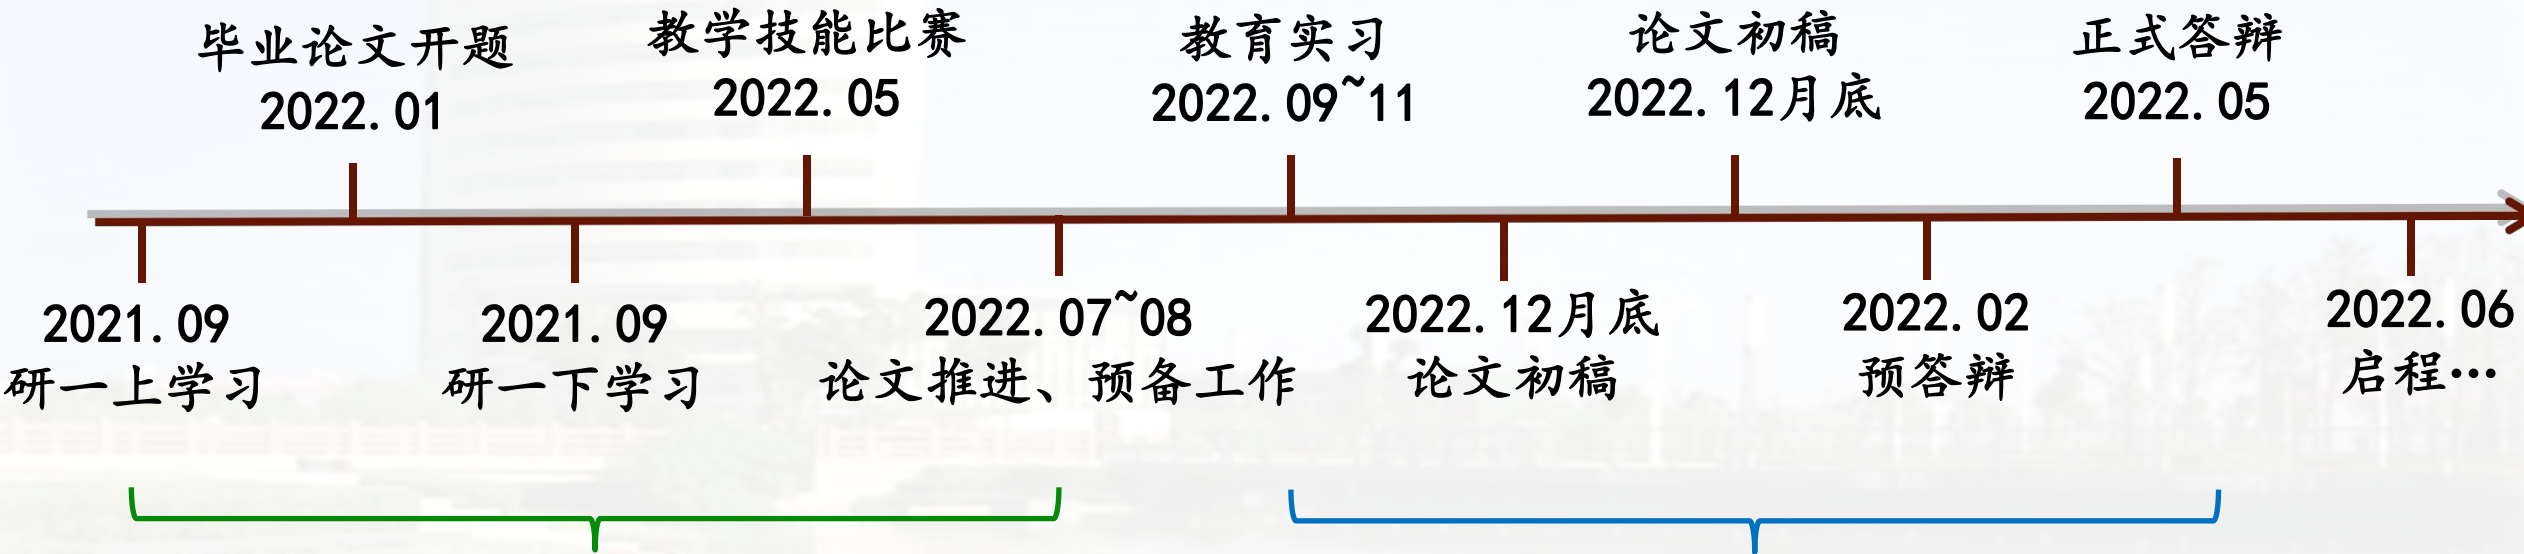 毕业论文开题
2022.01
教学技能比赛
2022.05
教育实习
2022.09~11
论文初稿
2022.12月底
正式答辩
2022.05
2021.09
研一上学习
2021.09
研一下学习
2022.07~08
论文推进、预备工作
2022.12月底
论文初稿
2022.02
预答辩
2022.06
启程…